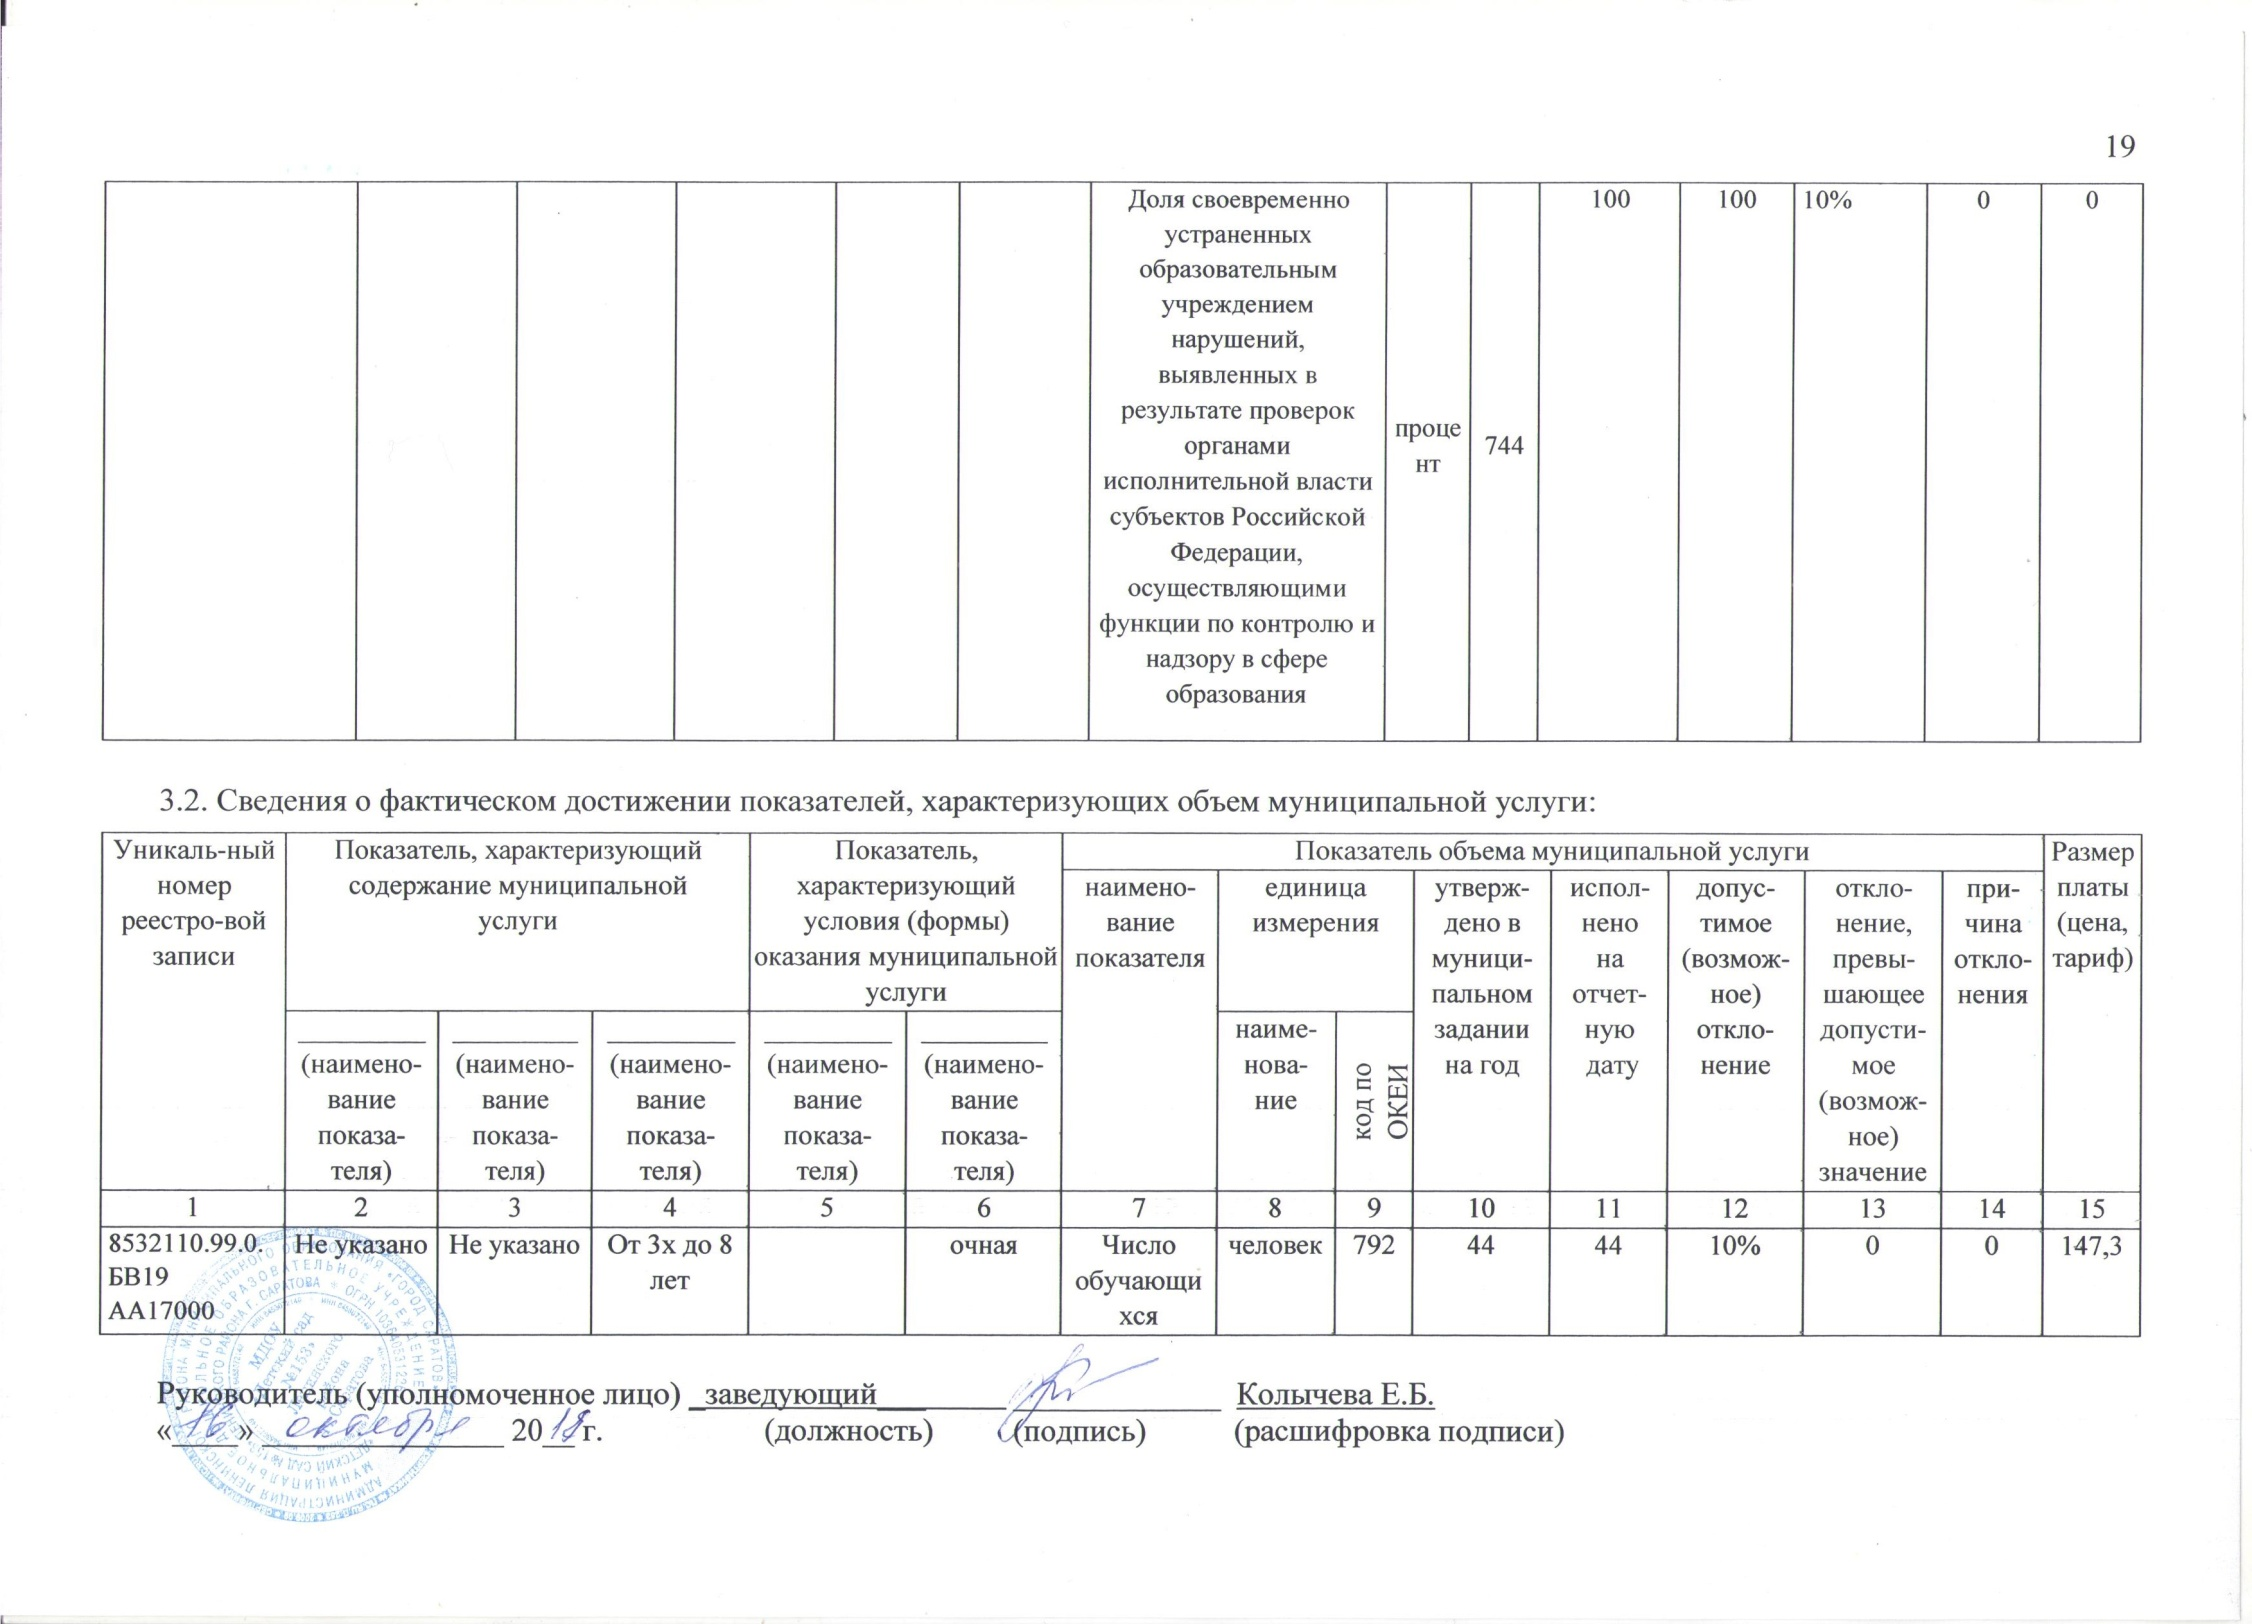 19
Доля своевременно
устраненных
образовательным
учреждением
нарушений,
выявленных в
результате проверок
органами
исполнительной власти
субъектов Российской
Федерации,
осуществляющими
функции по контролю и
надзору в сфере
образования
проце
нт
744
100
100
10%
0
0
3.2. Сведения о фактическом достижении показателей, характеризующих объем муниципальной услуги:
Уникаль-ный
номер
реестро-вой
записи
Показатель, характеризующий
содержание муниципальной
услуги
Показатель,
характеризующий
условия (формы)
оказания муниципальной
услуги
Показатель объема муниципальной услуги
Размер
платы
(цена,
тариф)
наимено-
вание
показателя
единица
измерения
утверж-
дено в
муници-
пальном
задании
на год
испол-
нено
на
отчет-
ную
дату
допус-
тимое
(возмож-
ное)
откло-
нение
откло-
нение,
превы-
шающее
допусти-
мое
(возмож-
ное)
значение
при-
чина
откло-
нения
(наимено-
вание
показа-
теля)
(наимено-
вание
показа-
теля)
(наимено-
вание
показа-
теля)
(наимено-
вание
показа-
теля)
(наимено-
вание
показа-
теля)
наиме-
нова-
ние
код по
ОКЕИ
1 2 3 4 5 6 7 8 9 10 11 12 13 14 15
8532110.99.0.
БВ19
АА17000
Не указано
Не указано
От 3х до 8
лет
очная
Число
обучающи
хся
человек
792
44
44
10%
0
0
147,3
Руководитель (уполномоченное лицо) заведующий Колычева Е.Б.
«16» октября 20 г. (должность) (подпись) (расшифровка подписи)
МДОУ
«Детский сад
№153»
Ленинского
района
г. Саратова